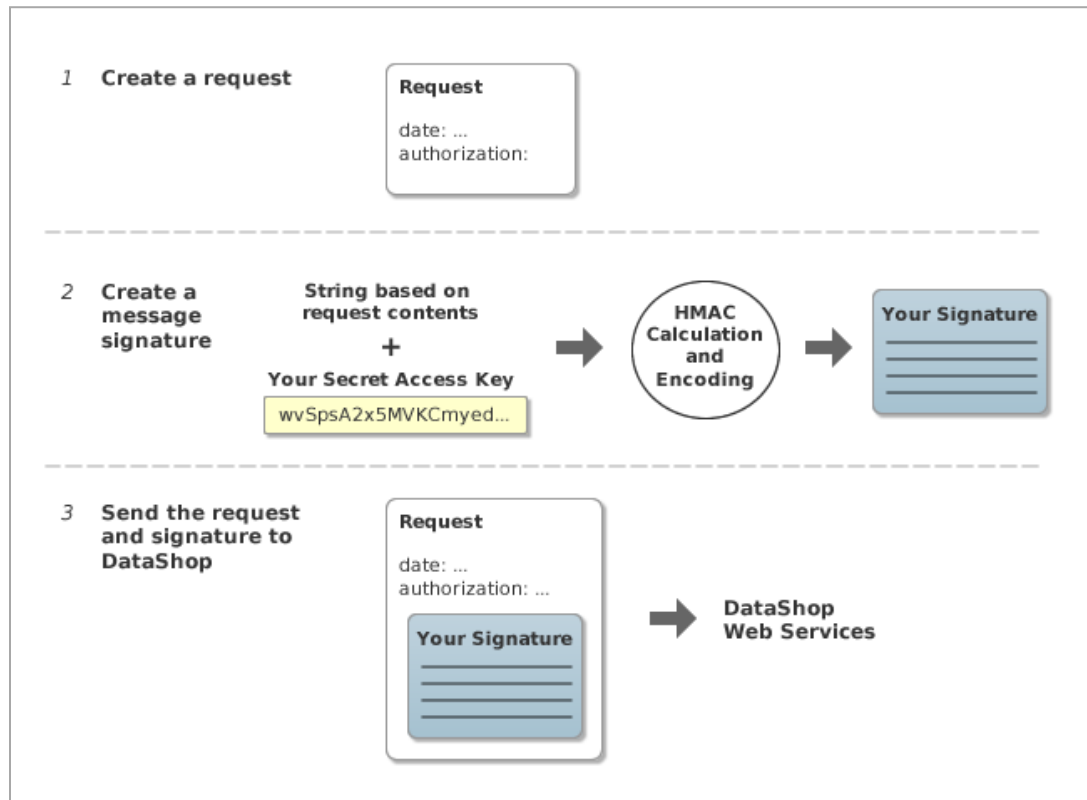 1 Create a request
Request
date: ...
authorization:
2 Create a
message
signature
String based on
request contents
+
Your Secret Access Key
wvSpsA2x5MVKCmyed...
HMAC
Calculation
and
Encoding
Your Signature
3 Send the request
and signature to
DataShop
Request
date: ...
authorization: ...
Your Signature
DataShop
Web Services